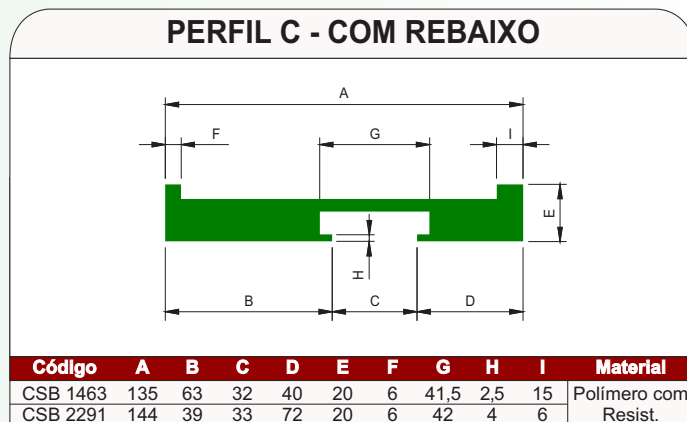 PERFIL C - COM REBAIXO
A
F
G
I
E
H
B
C
D
Código A B C D E F G H I Material
CSB 1463 135 63 32 40 20 6 41,5 2,5 15 Polímero com
CSB 2291 144 39 33 72 20 6 42 4 6 Resist.